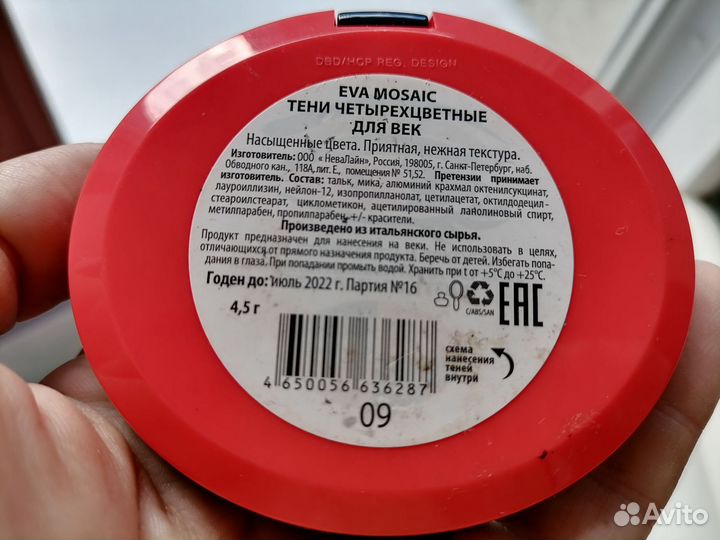 DBD/HCP REG. DESIGN
EVA MOSAIC
ТЕНИ ЧЕТЫРЕХЦВЕТНЫЕ
ДЛЯ ВЕК
Насыщенные цвета. Приятная, нежная текстура.
Изготовитель: ООО «НеваЛайн», Россия, 198005, г. Санкт-Петербург, наб.
Обводного кан., 118А, лит. Е, помещения № 51,52. Претензии принимает
изготовитель. Состав: тальк, мика, алюминий крахмал октенилсукцинат,
лауроиллизин, нейлон-12, изопропилланолат, цетилацетат, октилдодецил-
стеароилстеарат, циклометикон, ацетилированный ланолиновый спирт,
метилпарабен, пропилпарабен, +/- красители.
Произведено из итальянского сырья.
Продукт предназначен для нанесения на веки. Не использовать в целях,
отличающихся от прямого назначения продукта. Беречь от детей. Избегать попа-
дания в глаза. При попадании промыть водой. Хранить при t от +5°С до +25°С.
Годен до: июль 2022 г. Партия №16
4,5 г
C/ABS/SAN
EAC
схема
нанесения
теней
внутри
4 650056 636287
09
Avito